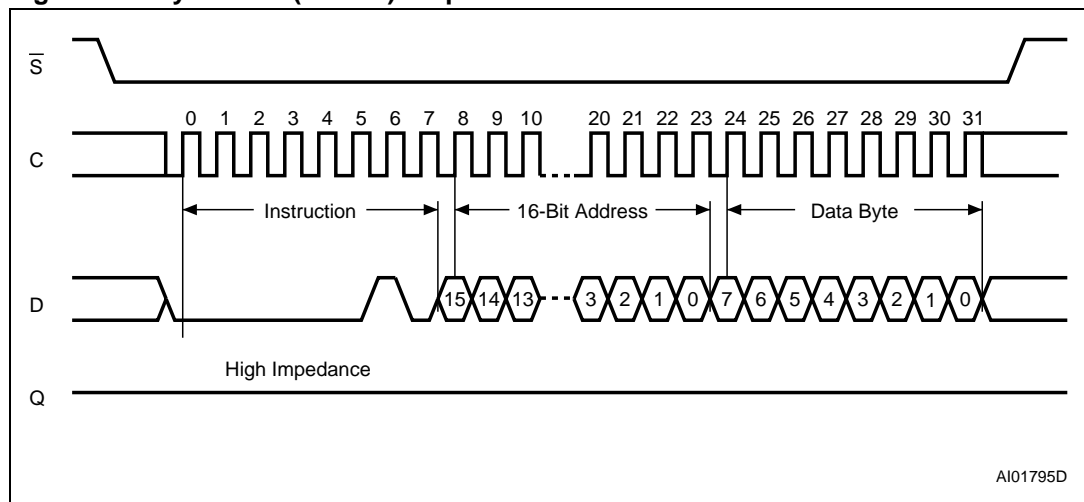 S̅
0 1 2 3 4 5 6 7 8 9 10 20 21 22 23 24 25 26 27 28 29 30 31
C
Instruction 16-Bit Address Data Byte
D 15 14 13 3 2 1 0 7 6 5 4 3 2 1 0
High Impedance
Q
AI01795D